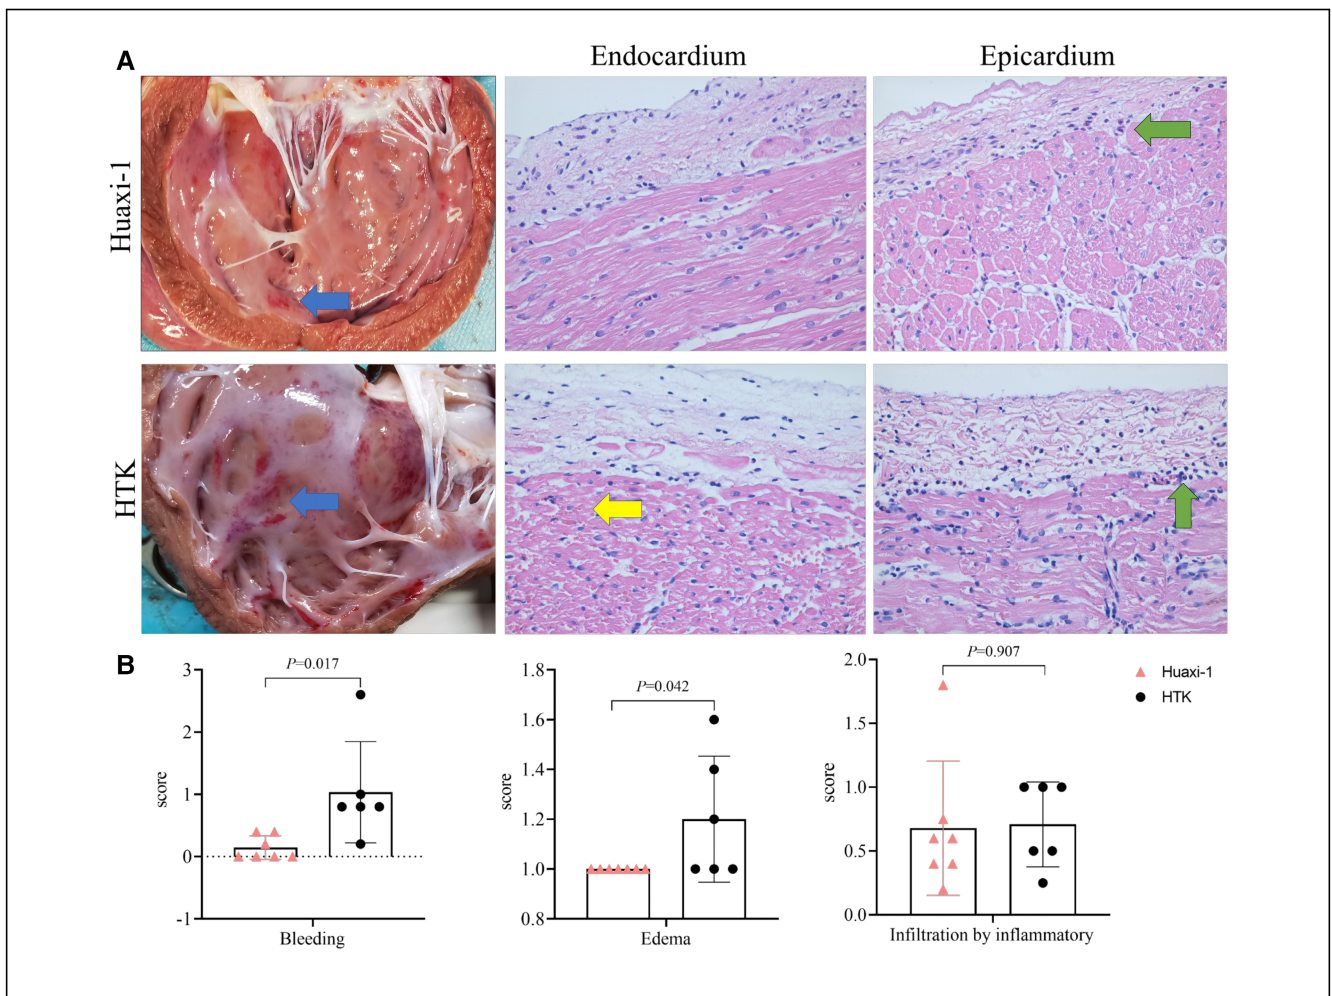 A
Endocardium
Epicardium
Huaxi-1
HTK
B
P=0.017
3
2
1
0
-1
score
Bleeding
P=0.042
1.8
1.6
1.4
1.2
1.0
0.8
score
Edema
P=0.907
2.0
1.5
1.0
0.5
0.0
score
Infiltration by inflammatory
Huaxi-1
HTK